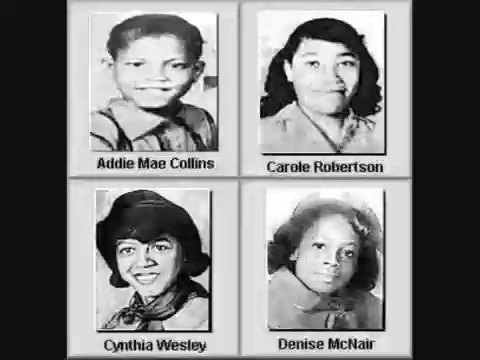 Addie Mae Collins
Carole Robertson
Cynthia Wesley
Denise McNair